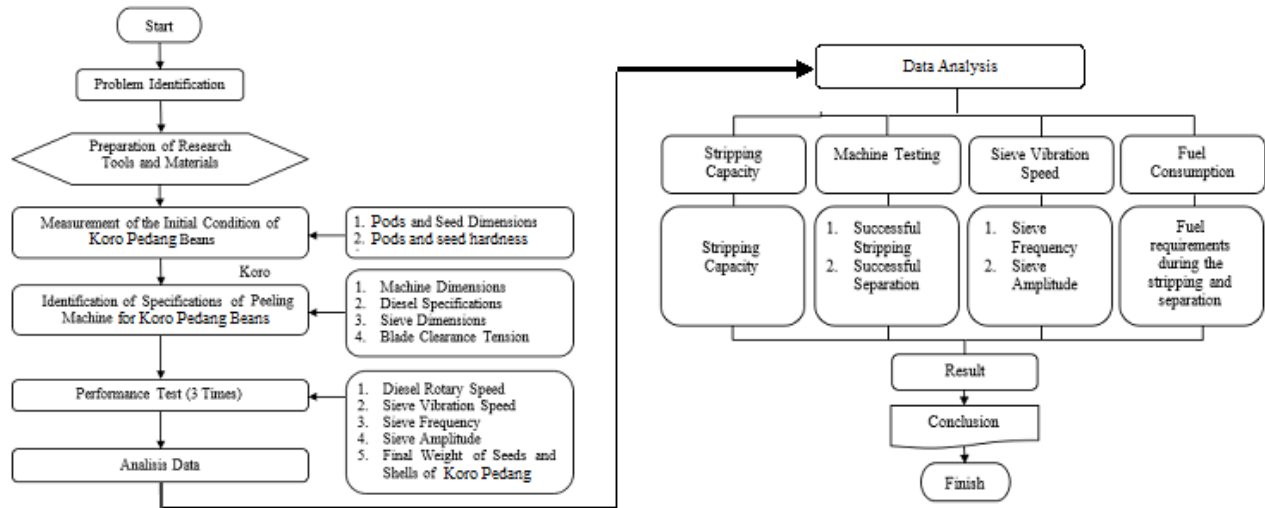 Start
Problem Identification
Preparation of Research
Tools and Materials
Measurement of the Initial Condition of
Koro Pedang Beans
1. Pods and Seed Dimensions
2. Pods and seed hardness
Koro
Identification of Specifications of Peeling
Machine for Koro Pedang Beans
1. Machine Dimensions
2. Diesel Specifications
3. Sieve Dimensions
4. Blade Clearance Tension
Performance Test (3 Times)
1. Diesel Rotary Speed
2. Sieve Vibration Speed
3. Sieve Frequency
4. Sieve Amplitude
5. Final Weight of Seeds and
Shells of Koro Pedang
Analisis Data
Data Analysis
Stripping
Capacity
Machine Testing
Sieve Vibration
Speed
Fuel
Consumption
Stripping
Capacity
1. Successful
Stripping
2. Successful
Separation
1. Sieve
Frequency
2. Sieve
Amplitude
Fuel
requirements
during the
stripping and
separation
Result
Conclusion
Finish